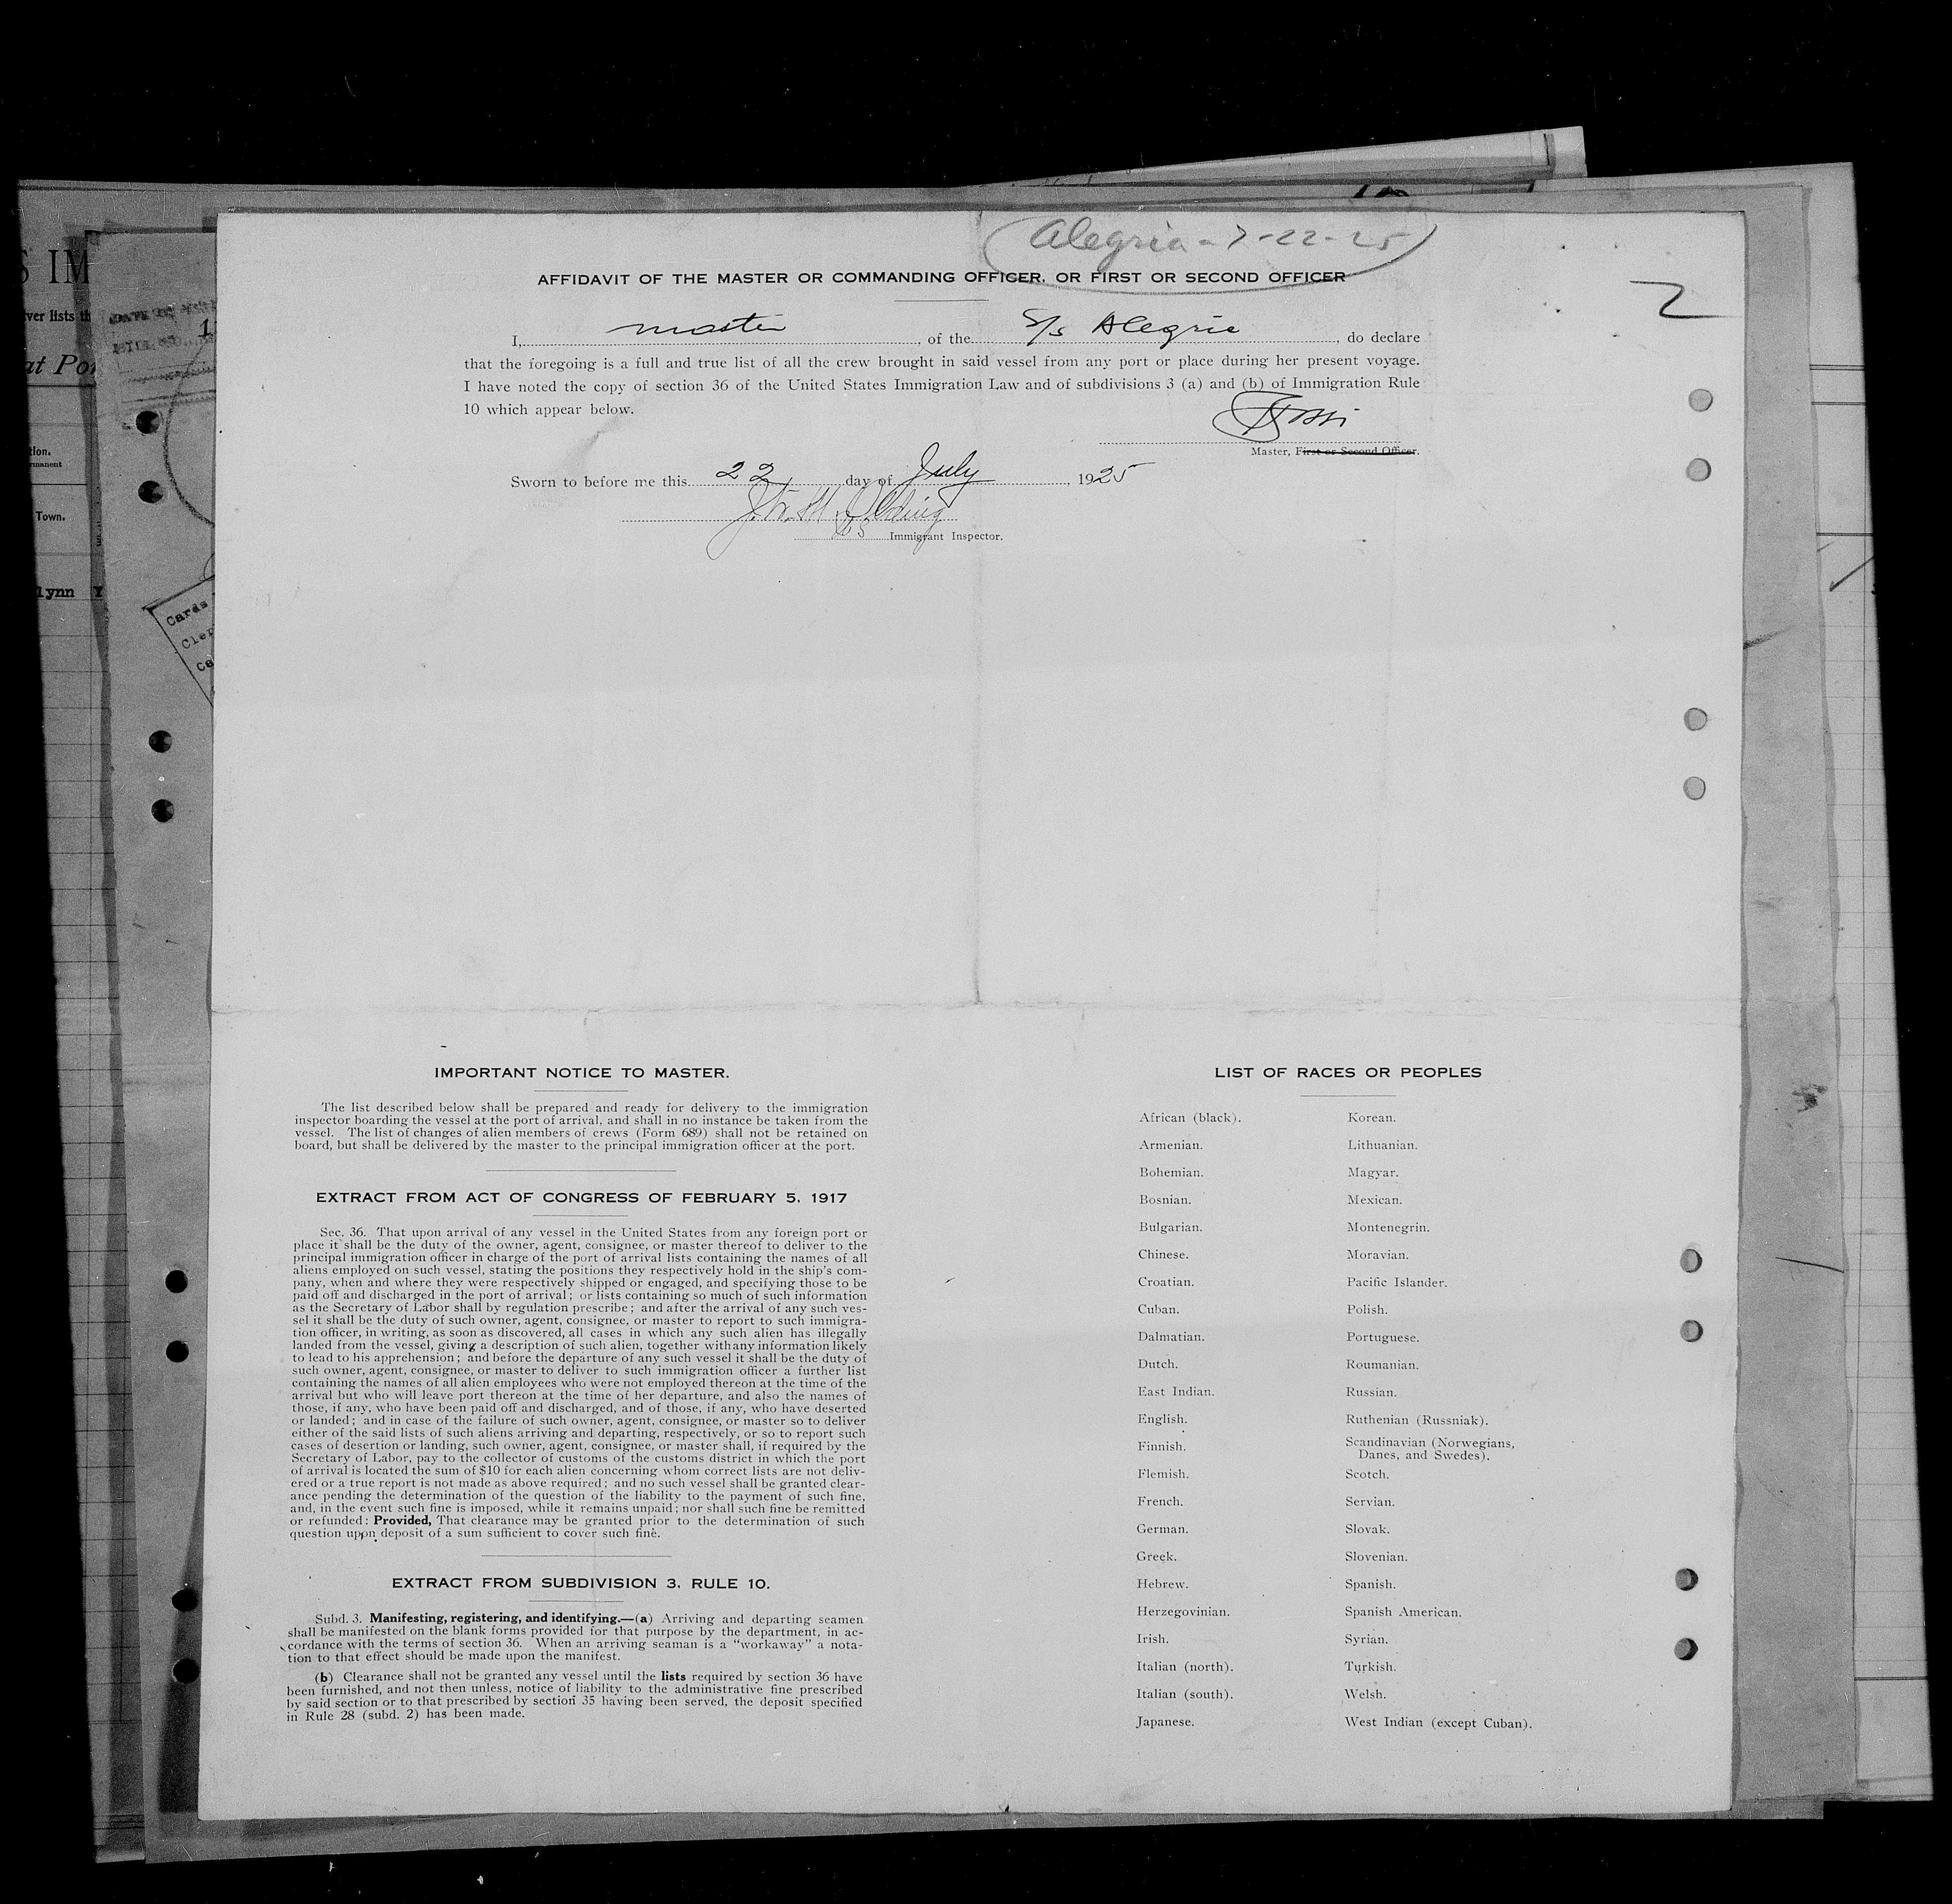 Alegria - 7-22-25
AFFIDAVIT OF THE MASTER OR COMMANDING OFFICER, OR FIRST OR SECOND OFFICER
2
I, master, of the S/s Alegria, do declare
that the foregoing is a full and true list of all the crew brought in said vessel from any port or place during her present voyage.
I have noted the copy of section 36 of the United States Immigration Law and of subdivisions 3 (a) and (b) of Immigration Rule
10 which appear below.
Master, First or Second Officer.
Sworn to before me this 22 day of July, 1925
Immigrant Inspector.
IMPORTANT NOTICE TO MASTER.
The list described below shall be prepared and ready for delivery to the immigration
inspector boarding the vessel at the port of arrival, and shall in no instance be taken from the
vessel. The list of changes of alien members of crews (Form 689) shall not be retained on
board, but shall be delivered by the master to the principal immigration officer at the port.
EXTRACT FROM ACT OF CONGRESS OF FEBRUARY 5, 1917
Sec. 36. That upon arrival of any vessel in the United States from any foreign port or
place it shall be the duty of the owner, agent, consignee, or master thereof to deliver to the
principal immigration officer in charge of the port of arrival lists containing the names of all
aliens employed on such vessel, stating the positions they respectively hold in the ship's com-
pany, when and where they were respectively shipped or engaged, and specifying those to be
paid off and discharged in the port of arrival; or lists containing so much of such information
as the Secretary of Labor shall by regulation prescribe; and after the arrival of any such ves-
sel it shall be the duty of such owner, agent, consignee, or master to report to such immigra-
tion officer, in writing, as soon as discovered, all cases in which any such alien has illegally
landed from the vessel, giving a description of such alien, together with any information likely
to lead to his apprehension; and before the departure of any such vessel it shall be the duty of
such owner, agent, consignee, or master to deliver to such immigration officer a further list
containing the names of all alien employees who were not employed thereon at the time of the
arrival but who will leave port thereon at the time of her departure, and also the names of
those, if any, who have been paid off and discharged, and of those, if any, who have deserted
or landed; and in case of the failure of such owner, agent, consignee, or master so to deliver
either of the said lists of such aliens arriving and departing, respectively, or so to report such
cases of desertion or landing, such owner, agent, consignee, or master shall, if required by the
Secretary of Labor, pay to the collector of customs of the customs district in which the port
of arrival is located the sum of $10 for each alien concerning whom correct lists are not deliv-
ered or a true report is not made as above required; and no such vessel shall be granted clear-
ance pending the determination of the question of the liability to the payment of such fine,
and, in the event such fine is imposed, while it remains unpaid; nor shall such fine be remitted
or refunded: Provided, That clearance may be granted prior to the determination of such
question upon deposit of a sum sufficient to cover such fine.
EXTRACT FROM SUBDIVISION 3, RULE 10.
Subd. 3. Manifesting, registering, and identifying.—(a) Arriving and departing seamen
shall be manifested on the blank forms provided for that purpose by the department, in ac-
cordance with the terms of section 36. When an arriving seaman is a "workaway" a nota-
tion to that effect should be made upon the manifest.
(b) Clearance shall not be granted any vessel until the lists required by section 36 have
been furnished, and not then unless, notice of liability to the administrative fine prescribed
by said section or to that prescribed by section 35 having been served, the deposit specified
in Rule 28 (subd. 2) has been made.
LIST OF RACES OR PEOPLES
African (black).
Armenian.
Bohemian.
Bosnian.
Bulgarian.
Chinese.
Croatian.
Cuban.
Dalmatian.
Dutch.
East Indian.
English.
Finnish.
Flemish.
French.
German.
Greek.
Hebrew.
Herzegovinian.
Irish.
Italian (north).
Italian (south).
Japanese.
Korean.
Lithuanian.
Magyar.
Mexican.
Montenegrin.
Moravian.
Pacific Islander.
Polish.
Portuguese.
Roumanian.
Russian.
Ruthenian (Russniak).
Scandinavian (Norwegians,
Danes, and Swedes).
Scotch.
Servian.
Slovak.
Slovenian.
Spanish.
Spanish American.
Syrian.
Turkish.
Welsh.
West Indian (except Cuban).